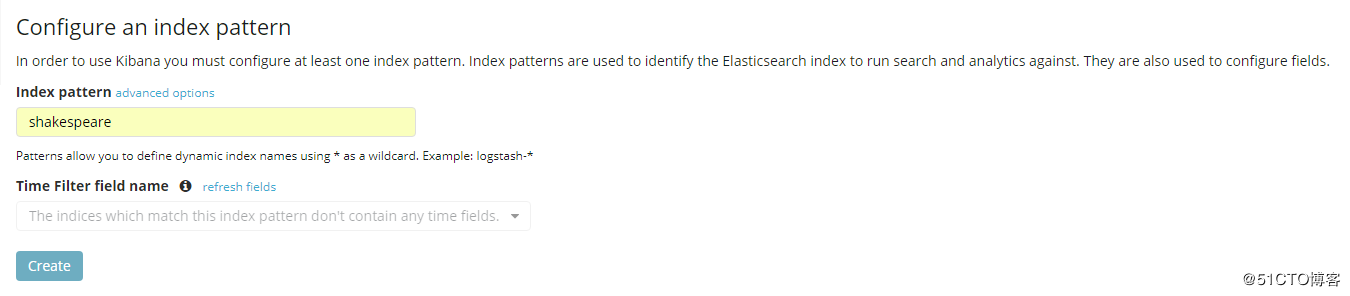 Configure an index pattern
In order to use Kibana you must configure at least one index pattern. Index patterns are used to identify the Elasticsearch index to run search and analytics against. They are also used to configure fields.
Index pattern advanced options
shakespeare
Patterns allow you to define dynamic index names using * as a wildcard. Example: logstash-*
Time Filter field name refresh fields
The indices which match this index pattern don't contain any time fields.
Create
@51CTO博客